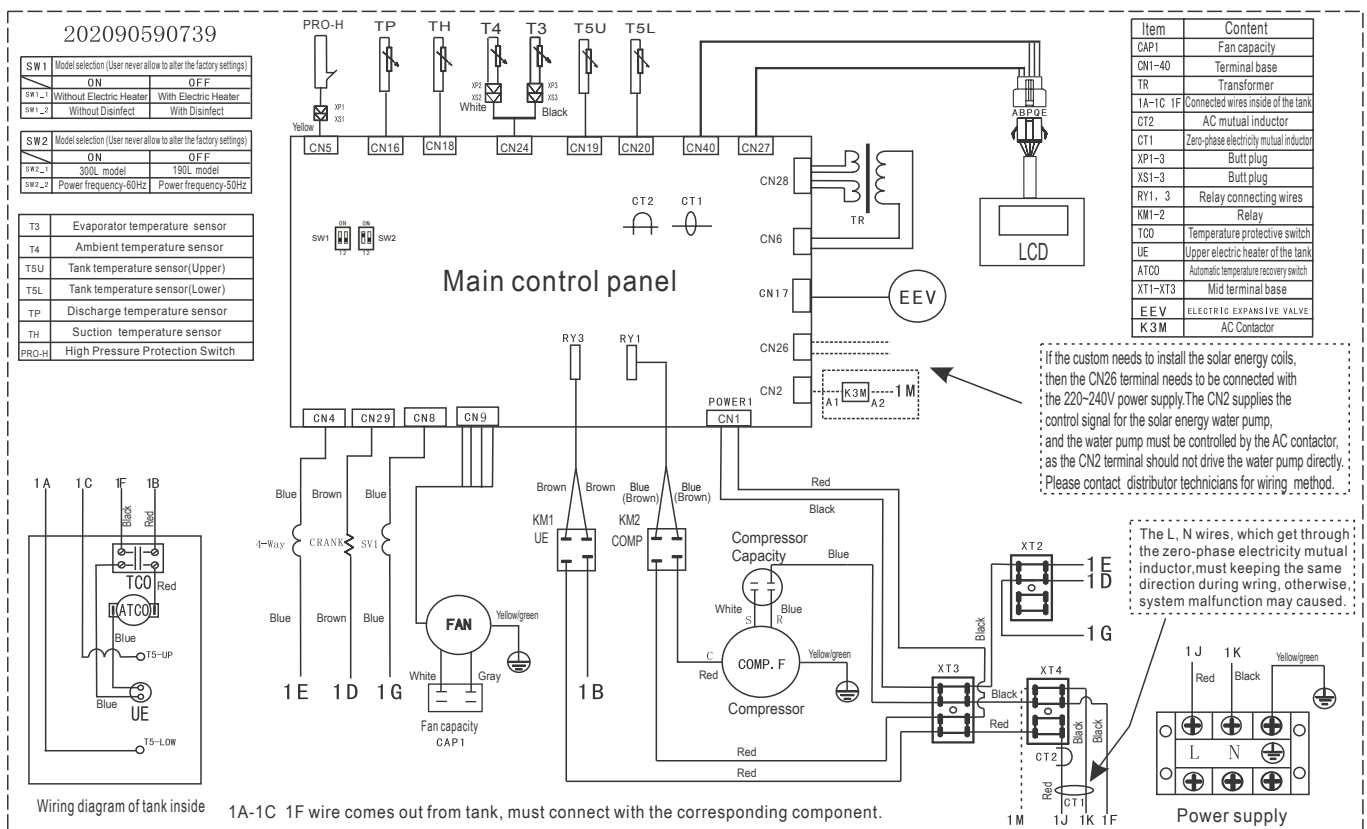 202090590739
SW1 Model selection (User never allow to alter the factory settings)
ON OFF
SW1_1 Without Electric Heater With Electric Heater
SW1_2 Without Disinfect With Disinfect
SW2 Model selection (User never allow to alter the factory settings)
ON OFF
SW2_1 300L model 190L model
SW2_2 Power frequency-60Hz Power frequency-50Hz
T3 Evaporator temperature sensor
T4 Ambient temperature sensor
T5U Tank temperature sensor(Upper)
T5L Tank temperature sensor(Lower)
TP Discharge temperature sensor
TH Suction temperature sensor
PRO-H High Pressure Protection Switch
PRO-H TP TH T4 T3 T5U T5L
XP2 XP3
XS2 XS3
White Black
XP1
XS1
Yellow
CN5 CN16 CN18 CN24 CN19 CN20 CN40 CN27
ABPQE
LCD
CN28
TR
CN6
CN17
EEV
CN26
CN2
A1 K3M A2 1M
CT2 CT1
ON ON
SW1 SW2
12 12
Main control panel
RY3 RY1
POWER1
CN4 CN29 CN8 CN9 CN1
Item Content
CAP1 Fan capacity
CN1-40 Terminal base
TR Transformer
1A-1C 1F Connected wires inside of the tank
CT2 AC mutual inductor
CT1 Zero-phase electricity mutual inductor
XP1-3 Butt plug
XS1-3 Butt plug
RY1, 3 Relay connecting wires
KM1-2 Relay
TCO Temperature protective switch
UE Upper electric heater of the tank
ATCO Automatic temperature recovery switch
XT1-XT3 Mid terminal base
EEV ELECTRIC EXPANSIVE VALVE
K3M AC Contactor
If the custom needs to install the solar energy coils,
then the CN26 terminal needs to be connected with
the 220~240V power supply.The CN2 supplies the
control signal for the solar energy water pump,
and the water pump must be controlled by the AC contactor,
as the CN2 terminal should not drive the water pump directly.
Please contact distributor technicians for wiring method.
The L, N wires, which get through
the zero-phase electricity mutual
inductor,must keeping the same
direction during wring, otherwise,
system malfunction may caused.
1A 1C 1F 1B
Black Red
TCO
Red
ATCO
Blue
T5-UP
Blue
UE
T5-LOW
Wiring diagram of tank inside
Blue Brown Blue
4-Way CRANK SV1
Blue Brown Blue
1E 1D 1G
FAN
Yellow/green
White Gray
Fan capacity
CAP1
Brown Brown
KM1
UE
1B
Blue Blue
(Brown) (Brown)
KM2
COMP
Compressor
Capacity
Blue
White Blue
S R
C
Red
COMP.F
Yellow/green
Compressor
Red
Black
Black
XT2
1E
1D
1G
XT3
XT4
Black
Red
Black
Black
CT2
Red
CT1
Red
Red
1M 1J 1K 1F
1J 1K Yellow/green
Red Black
L N
Power supply
1A-1C 1F wire comes out from tank, must connect with the corresponding component.